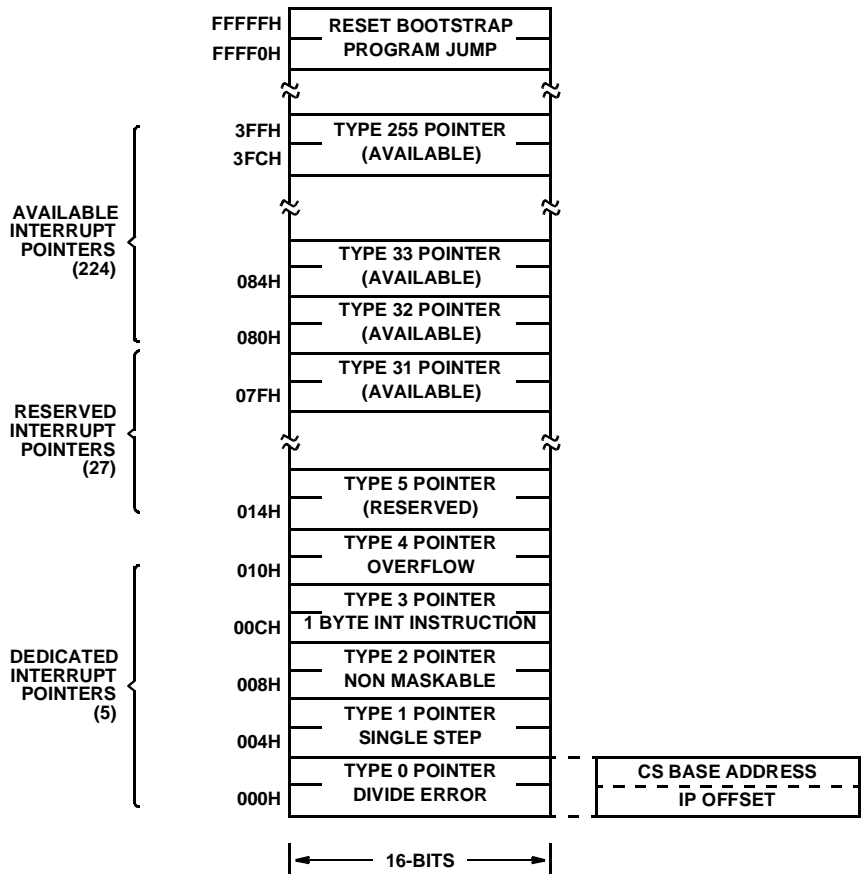 FFFFFH
RESET BOOTSTRAP
FFFF0H
PROGRAM JUMP
3FFH
TYPE 255 POINTER
3FCH
(AVAILABLE)
AVAILABLE
INTERRUPT
POINTERS
(224)
TYPE 33 POINTER
084H
(AVAILABLE)
TYPE 32 POINTER
080H
(AVAILABLE)
TYPE 31 POINTER
07FH
(AVAILABLE)
RESERVED
INTERRUPT
POINTERS
(27)
TYPE 5 POINTER
014H
(RESERVED)
TYPE 4 POINTER
010H
OVERFLOW
TYPE 3 POINTER
00CH
1 BYTE INT INSTRUCTION
DEDICATED
INTERRUPT
POINTERS
(5)
TYPE 2 POINTER
008H
NON MASKABLE
TYPE 1 POINTER
004H
SINGLE STEP
TYPE 0 POINTER
000H
DIVIDE ERROR
CS BASE ADDRESS
IP OFFSET
16-BITS